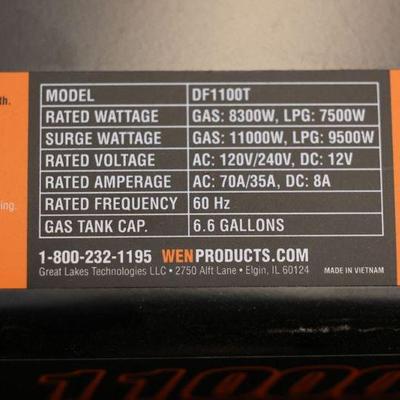 th.
ing.
MODEL DF1100T
RATED WATTAGE GAS: 8300W, LPG: 7500W
SURGE WATTAGE GAS: 11000W, LPG: 9500W
RATED VOLTAGE AC: 120V/240V, DC: 12V
RATED AMPERAGE AC: 70A/35A, DC: 8A
RATED FREQUENCY 60 Hz
GAS TANK CAP. 6.6 GALLONS
1-800-232-1195 WENPRODUCTS.COM
Great Lakes Technologies LLC • 2750 Alft Lane • Elgin, IL 60124 MADE IN VIETNAM
11000